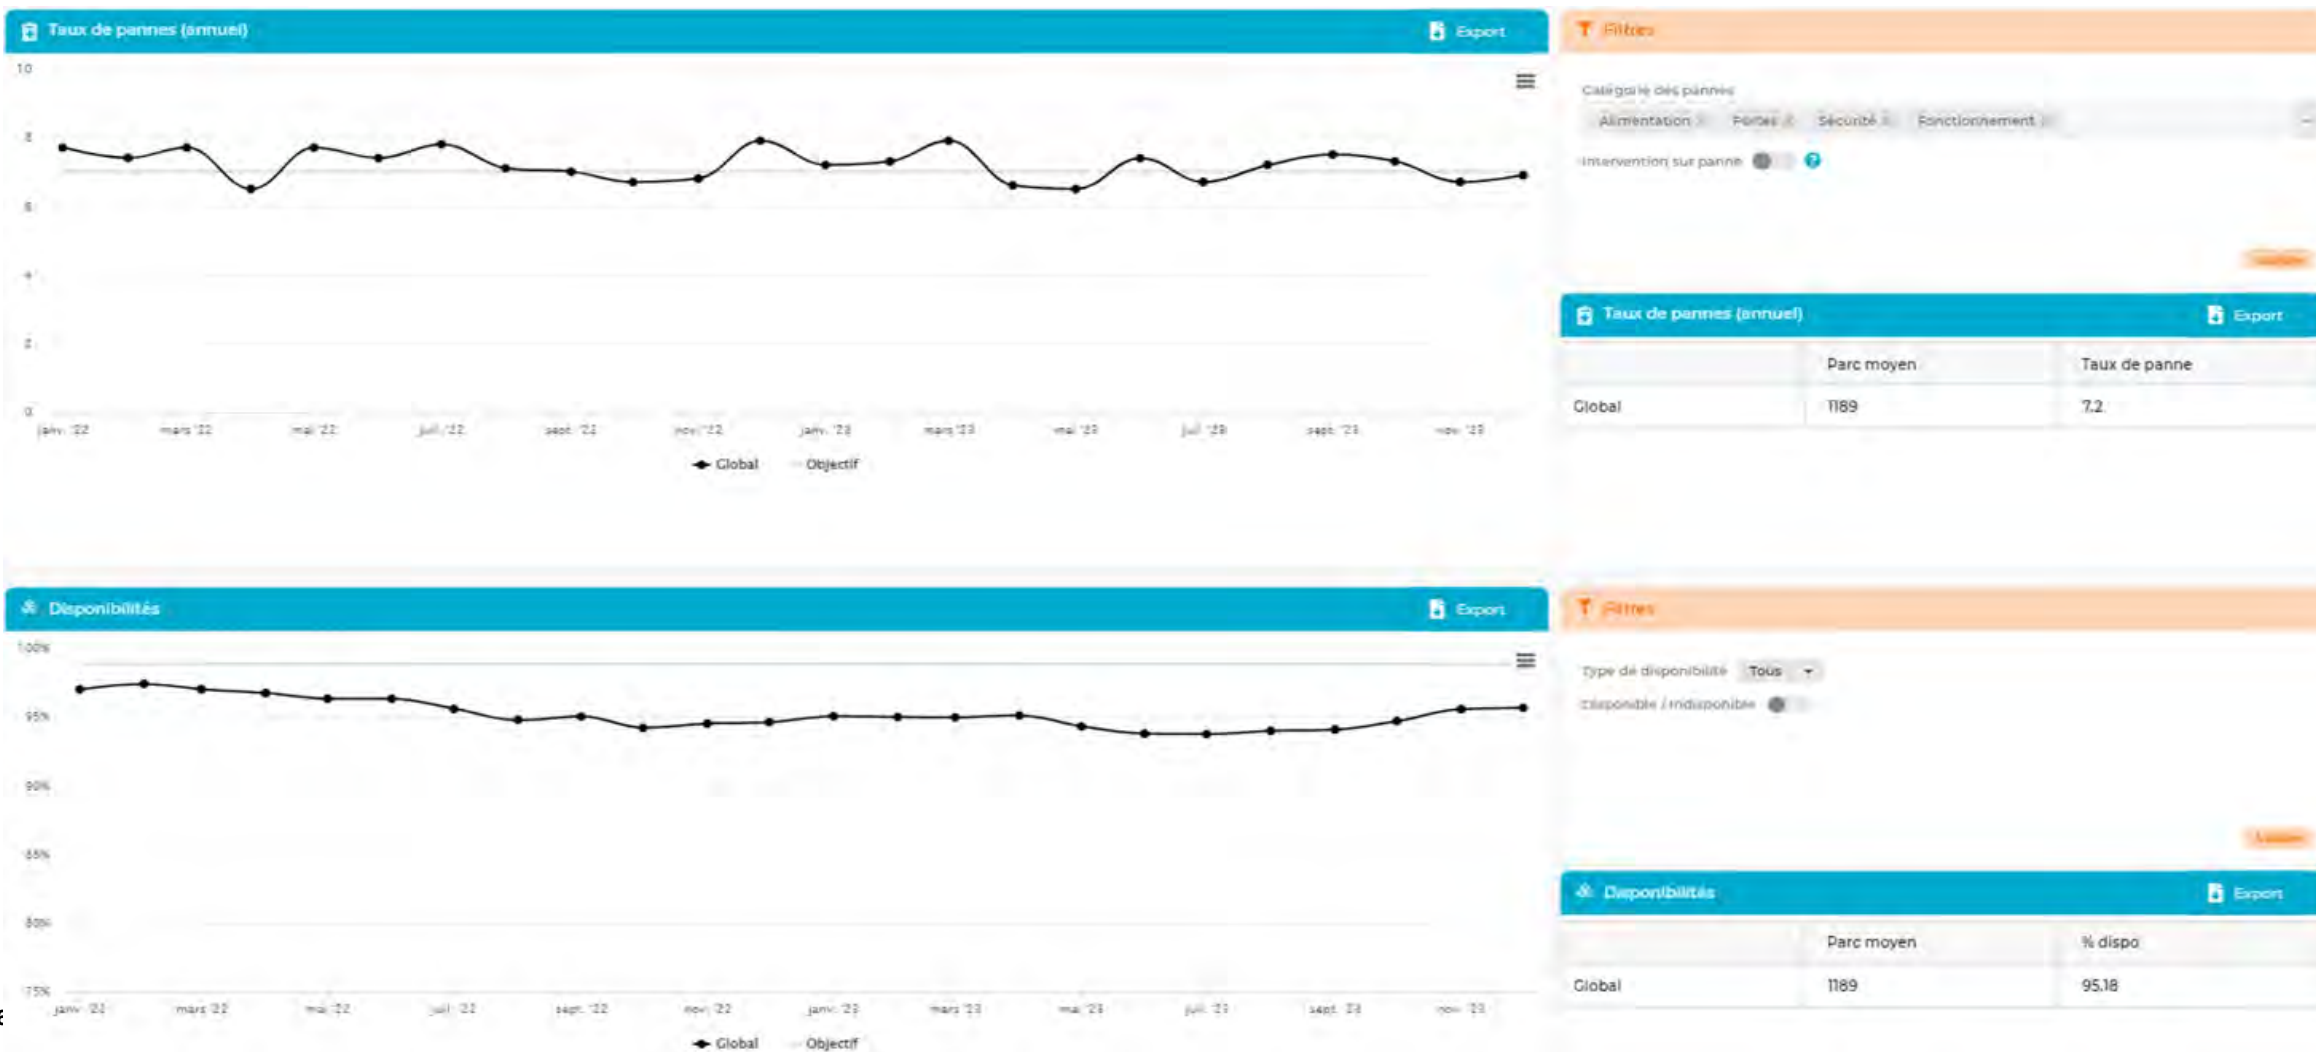 Taux de pannes (annuel)
Export
10
8
6
4
2
0
janv. '22
mars '22
mai '22
juil. '22
sept. '22
nov. '22
janv. '23
mars '23
mai '23
juil. '23
sept. '23
nov. '23
Global
Objectif
Filtres
Catégorie des pannes
Alimentation
Portes
Sécurité
Fonctionnement
Intervention sur panne
Taux de pannes (annuel)
Export
Parc moyen
Taux de panne
Global
1189
7.2
Disponibilités
Export
100%
95%
90%
85%
80%
75%
janv. '22
mars '22
mai '22
juil. '22
sept. '22
nov. '22
janv. '23
mars '23
mai '23
juil. '23
sept. '23
nov. '23
Global
Objectif
Filtres
Type de disponibilité Tous
Disponible / Indisponible
Disponibilités
Export
Parc moyen
% dispo
Global
1189
95,18